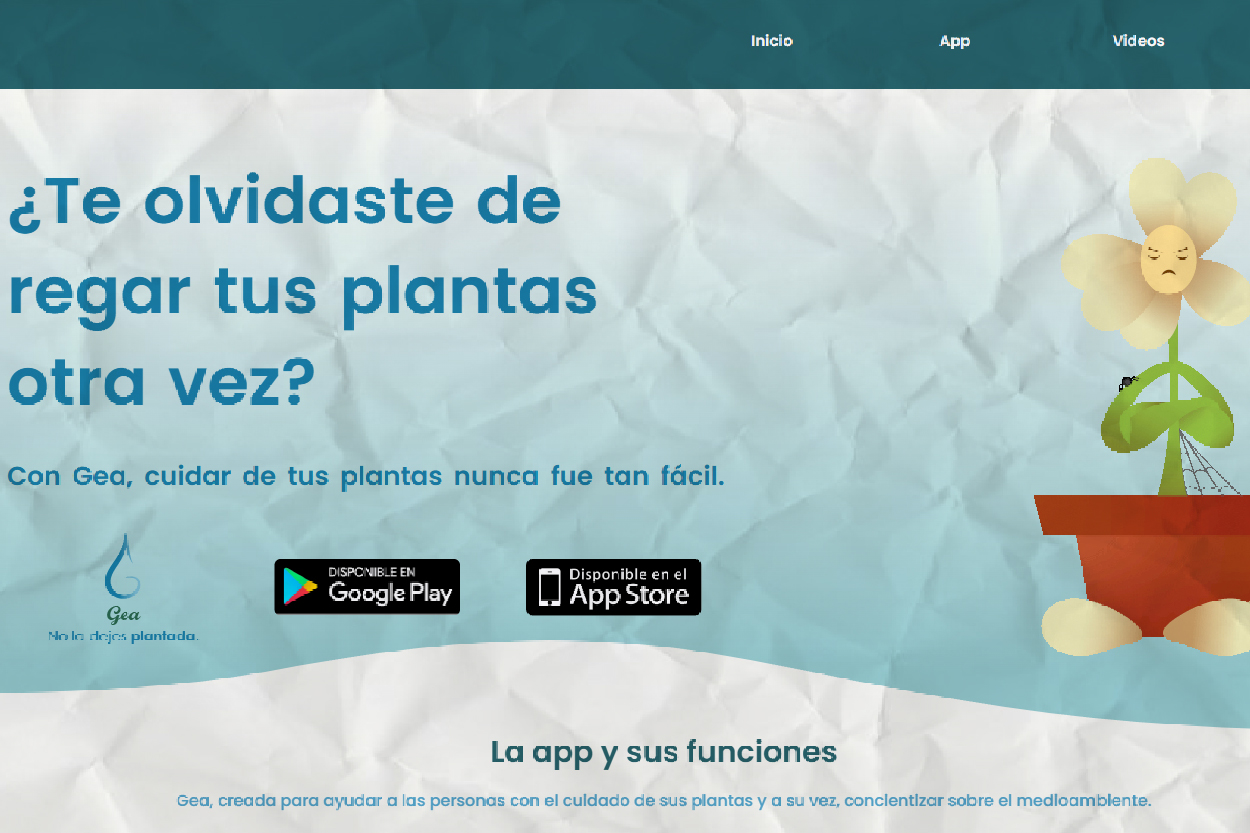 Inicio
App
Videos
¿Te olvidaste de
regar tus plantas
otra vez?
Con Gea, cuidar de tus plantas nunca fue tan fácil.
Gea
No la dejes plantada.
DISPONIBLE EN
Google Play
Disponible en el
App Store
La app y sus funciones
Gea, creada para ayudar a las personas con el cuidado de sus plantas y a su vez, concientizar sobre el medioambiente.